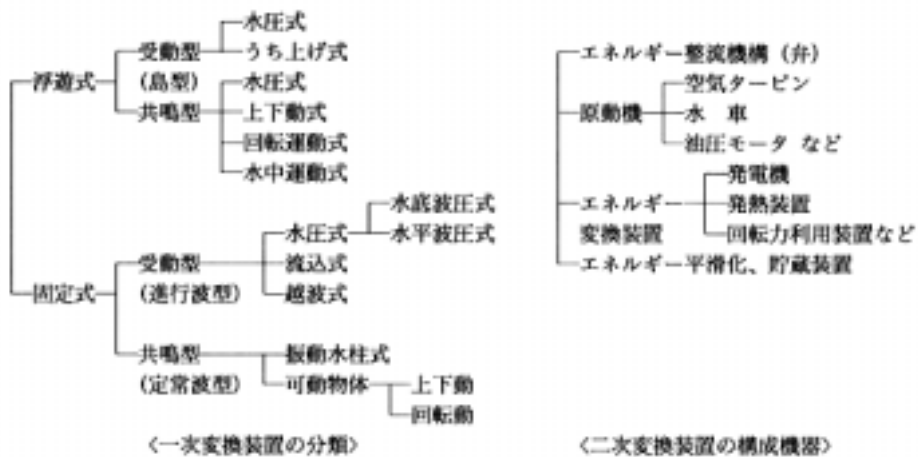 水圧式
受動型 うち上げ式
浮遊式 (島型) 水圧式
共鳴型 上下動式
回転運動式
水中運動式
水底波圧式
水圧式 水平波圧式
受動型 流込式
固定式 (進行波型) 越波式
共鳴型 振動水柱式
(定常波型) 可動物体 上下動
回転動
〈一次変換装置の分類〉
エネルギー整流機構(弁)
空気タービン
原動機 水 車
油圧モータ など
発電機
エネルギー 発熱装置
変換装置 回転力利用装置など
エネルギー平滑化、貯蔵装置
〈二次変換装置の構成機器〉